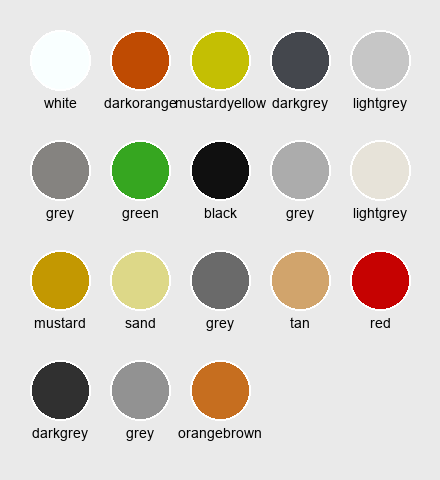 white darkorange mustardyellow darkgrey lightgrey
grey green black grey lightgrey
mustard sand grey tan red
darkgrey grey orangebrown